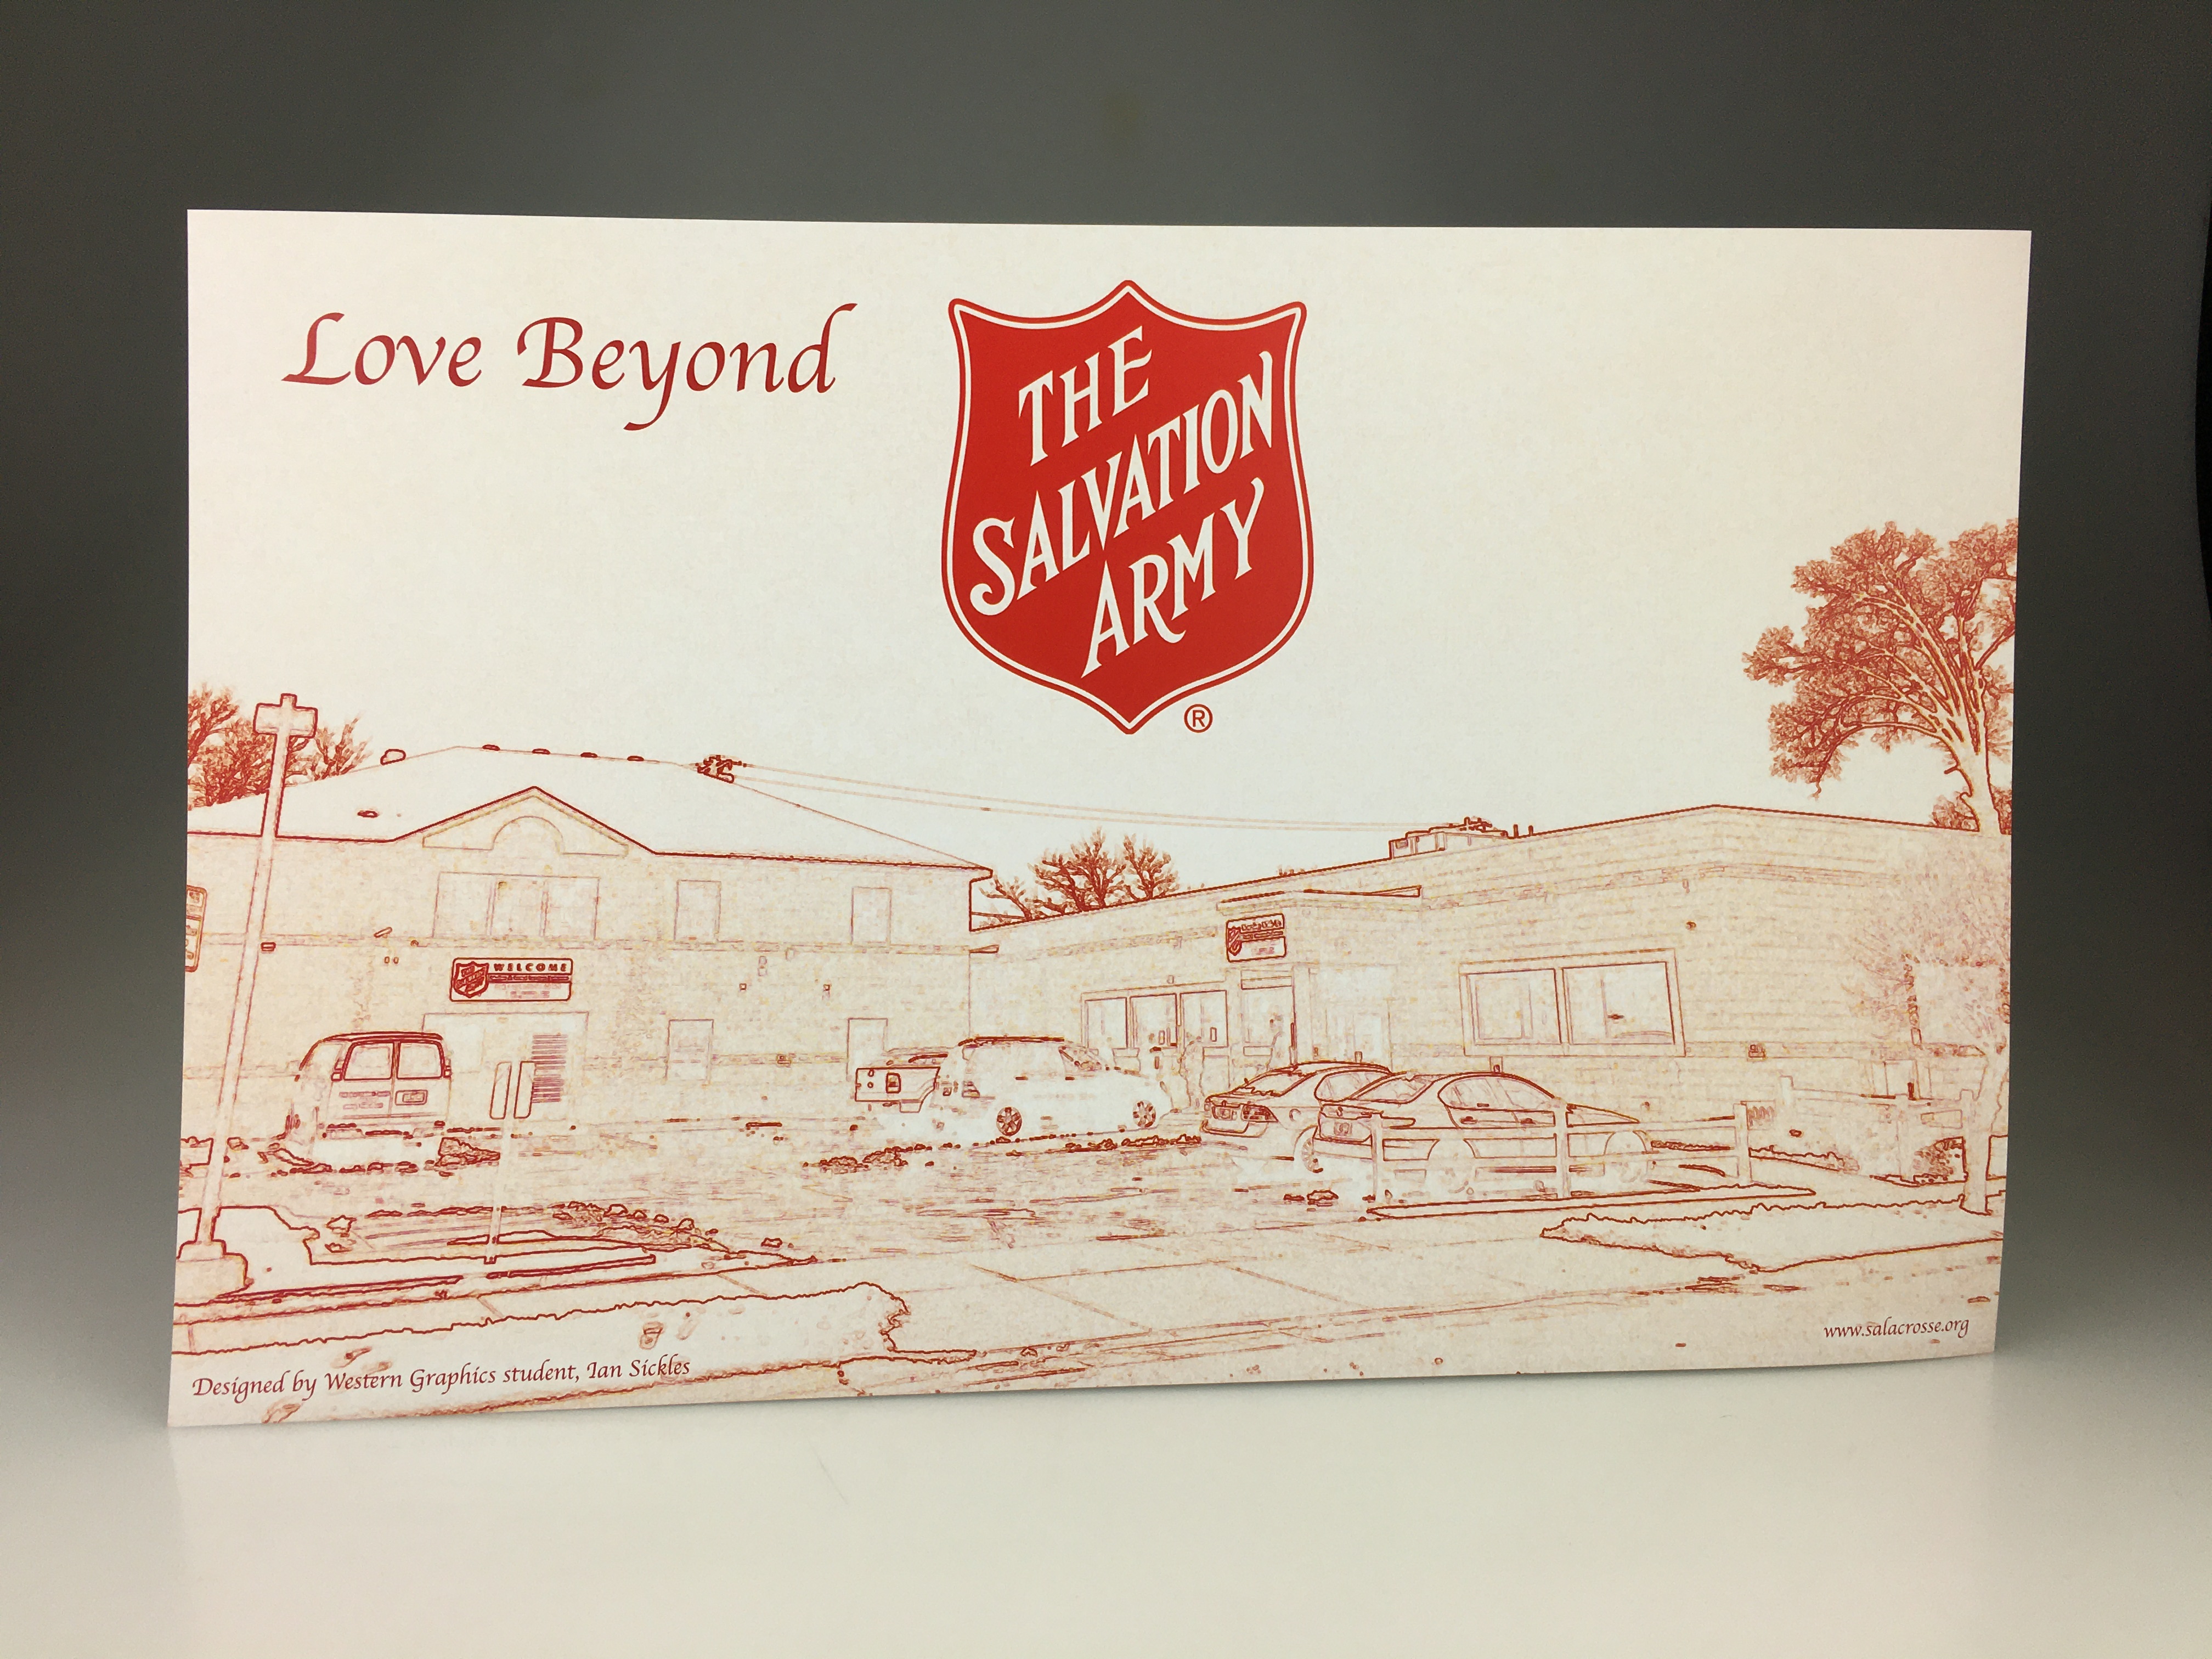 Love Beyond
THE
SALVATION
ARMY
®
WELCOME
www.salacrosse.org
Designed by Western Graphics student, Ian Sickles